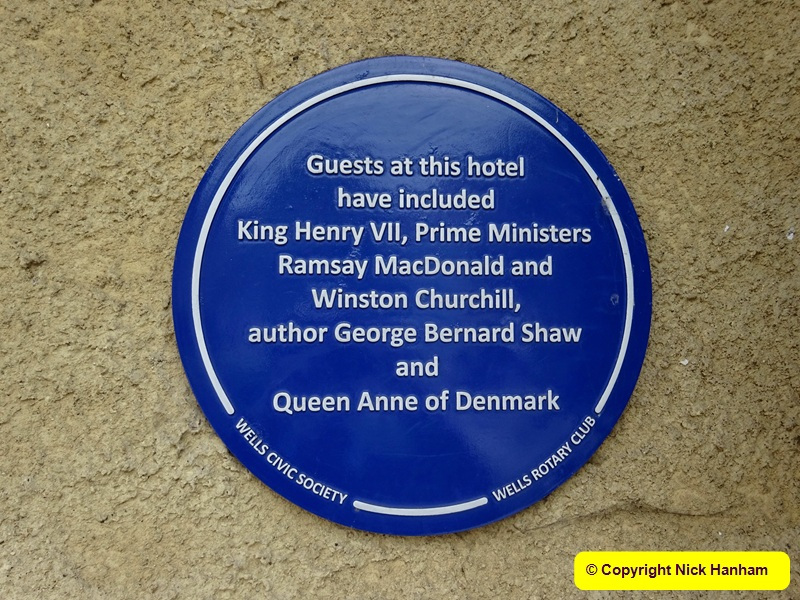 Guests at this hotel
have included
King Henry VII, Prime Ministers
Ramsay MacDonald and
Winston Churchill,
author George Bernard Shaw
and
Queen Anne of Denmark
WELLS CIVIC SOCIETY
WELLS ROTARY CLUB
© Copyright Nick Hanham